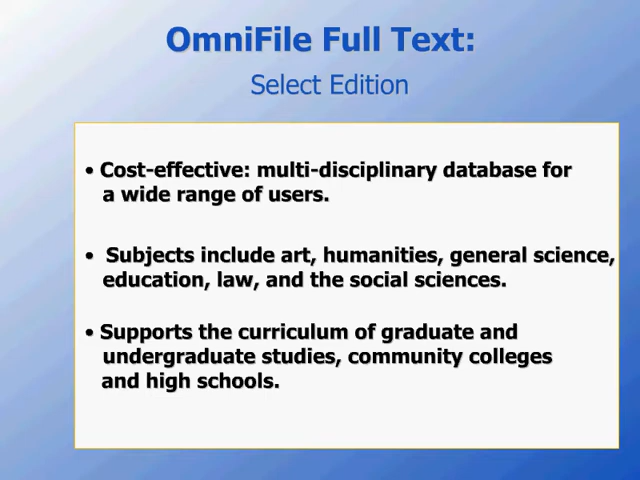 OmniFile Full Text:
Select Edition
• Cost-effective: multi-disciplinary database for
a wide range of users.
• Subjects include art, humanities, general science,
education, law, and the social sciences.
• Supports the curriculum of graduate and
undergraduate studies, community colleges
and high schools.